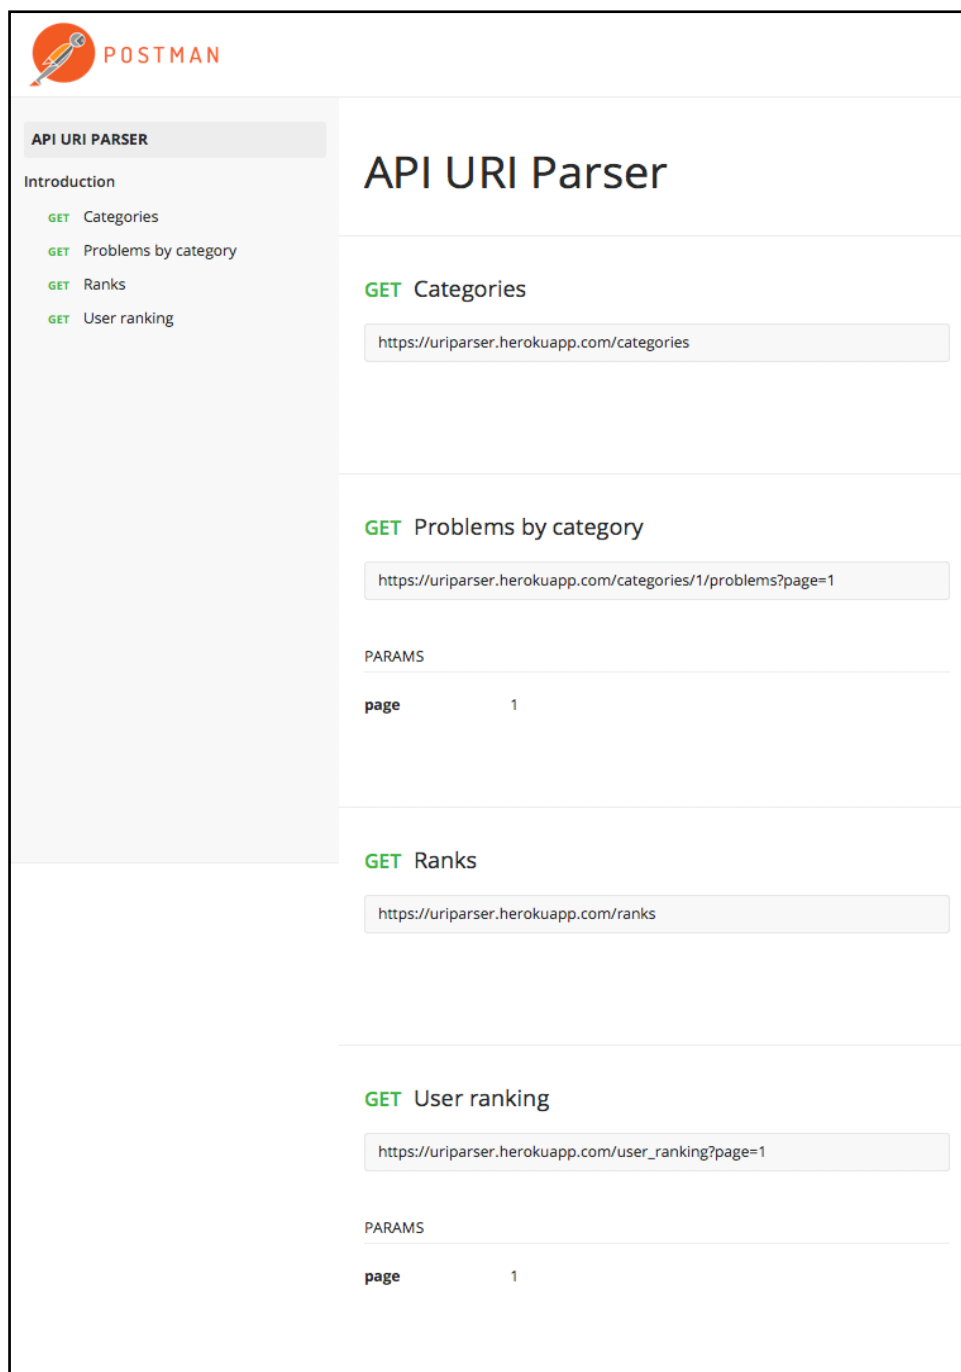 POSTMAN
API URI PARSER
Introduction
GET Categories
GET Problems by category
GET Ranks
GET User ranking
API URI Parser
GET Categories
https://uriparser.herokuapp.com/categories
GET Problems by category
https://uriparser.herokuapp.com/categories/1/problems?page=1
PARAMS
page 1
GET Ranks
https://uriparser.herokuapp.com/ranks
GET User ranking
https://uriparser.herokuapp.com/user_ranking?page=1
PARAMS
page 1